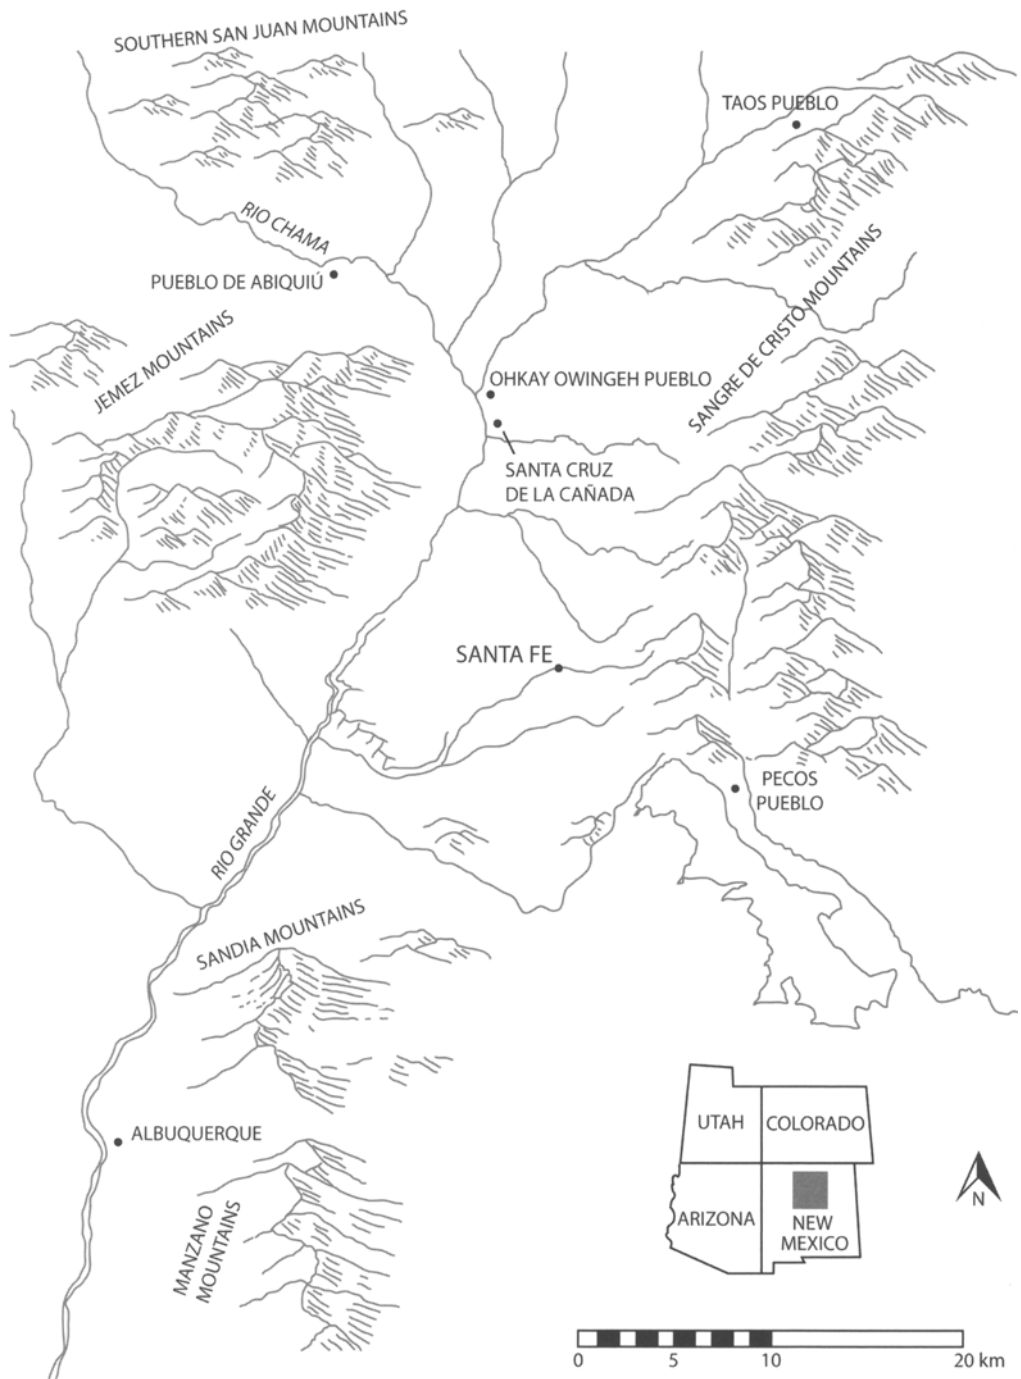 SOUTHERN SAN JUAN MOUNTAINS
TAOS PUEBLO
RIO CHAMA
PUEBLO DE ABIQUIÚ
SANGRE DE CRISTO MOUNTAINS
JEMEZ MOUNTAINS
OHKAY OWINGEH PUEBLO
SANTA CRUZ
DE LA CAÑADA
SANTA FE
PECOS
PUEBLO
RIO GRANDE
SANDIA MOUNTAINS
ALBUQUERQUE
MANZANO
MOUNTAINS
UTAH
COLORADO
ARIZONA
NEW
MEXICO
N
0 5 10 20 km